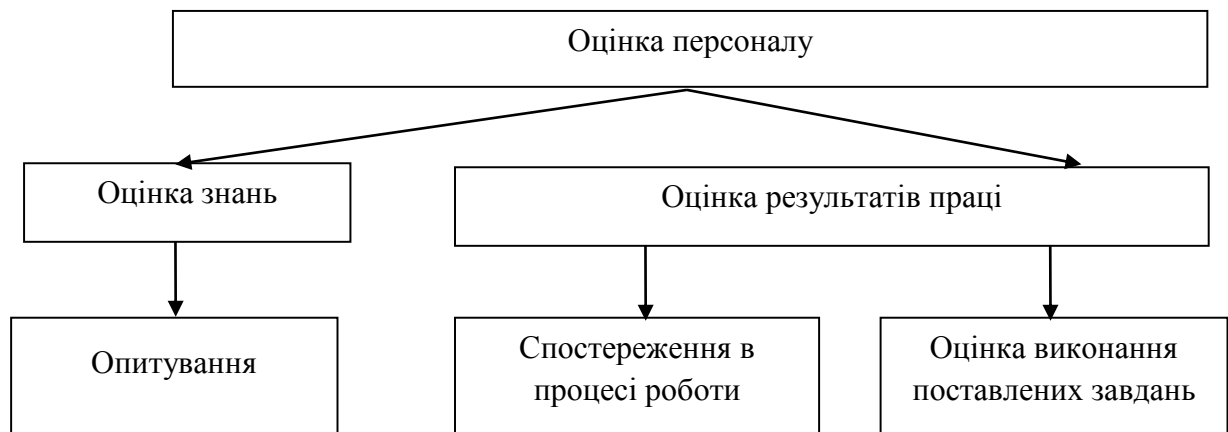 Оцінка персоналу
Оцінка знань
Оцінка результатів праці
Опитування
Спостереження в
процесі роботи
Оцінка виконання
поставлених завдань